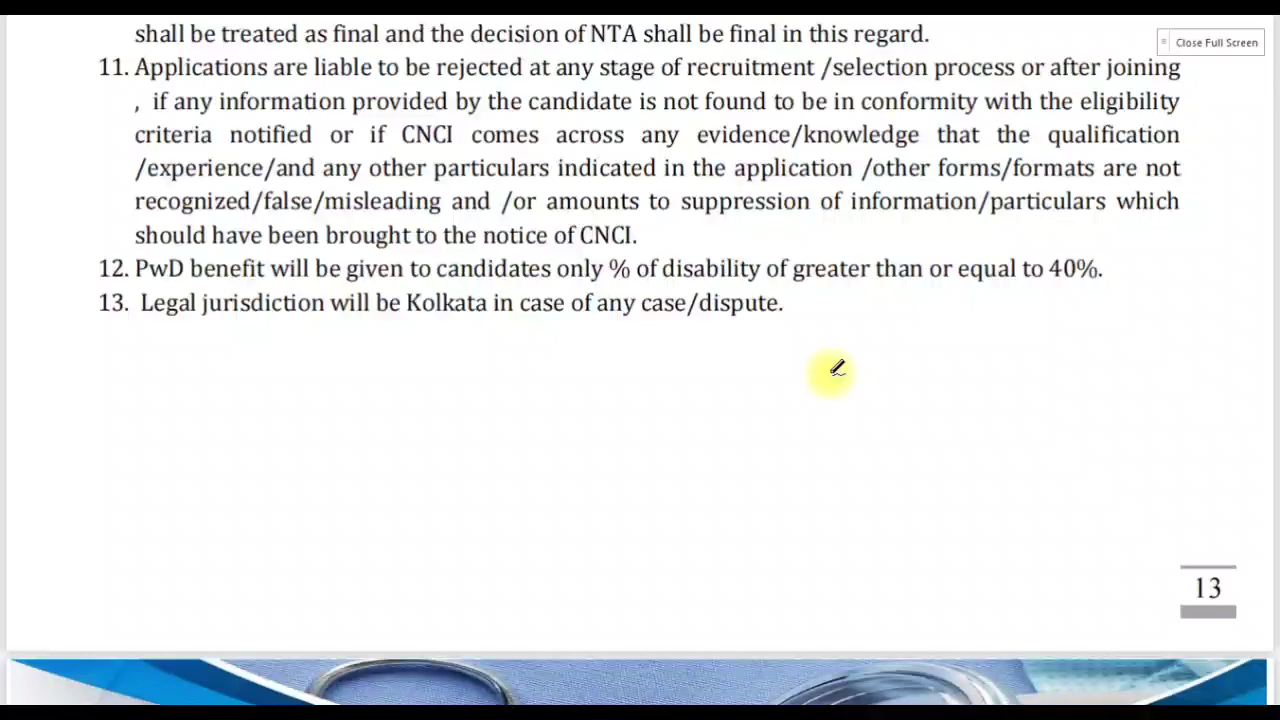 shall be treated as final and the decision of NTA shall be final in this regard.
Close Full Screen
11. Applications are liable to be rejected at any stage of recruitment /selection process or after joining
, if any information provided by the candidate is not found to be in conformity with the eligibility
criteria notified or if CNCI comes across any evidence/knowledge that the qualification
/experience/and any other particulars indicated in the application /other forms/formats are not
recognized/false/misleading and /or amounts to suppression of information/particulars which
should have been brought to the notice of CNCI.
12. PwD benefit will be given to candidates only % of disability of greater than or equal to 40%.
13. Legal jurisdiction will be Kolkata in case of any case/dispute.
13